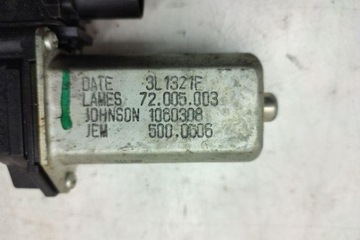 DATE 3L1321F
LAMES 72.005.003
JOHNSON 1060308
JEM 500.0006